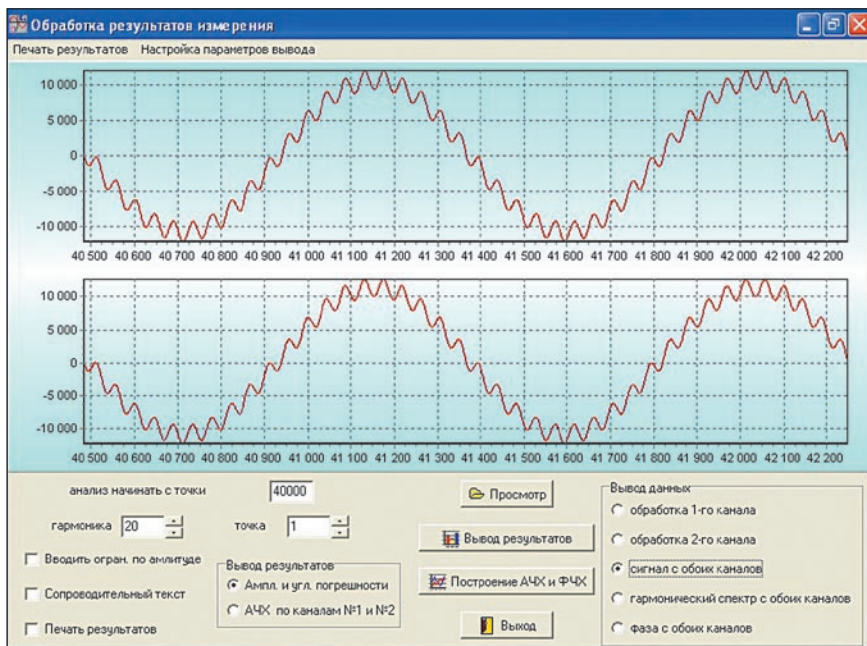 Обработка результатов измерения
Печать результатов Настройка параметров вывода
10 000
5 000
0
-5 000
-10 000
40 500 40 600 40 700 40 800 40 900 41 000 41 100 41 200 41 300 41 400 41 500 41 600 41 700 41 800 41 900 42 000 42 100 42 200
10 000
5 000
0
-5 000
-10 000
40 500 40 600 40 700 40 800 40 900 41 000 41 100 41 200 41 300 41 400 41 500 41 600 41 700 41 800 41 900 42 000 42 100 42 200
анализ начинать с точки 40000
гармоника 20 точка 1
Вводить огран. по амлитуде
Сопроводительный текст
Печать результатов
Вывод результатов
Ампл. и угл. погрешности
АЧХ по каналам №1 и №2
Просмотр
Вывод результатов
Построение АЧХ и ФЧХ
Выход
Вывод данных
обработка 1-го канала
обработка 2-го канала
сигнал с обоих каналов
гармонический спектр с обоих каналов
фаза с обоих каналов